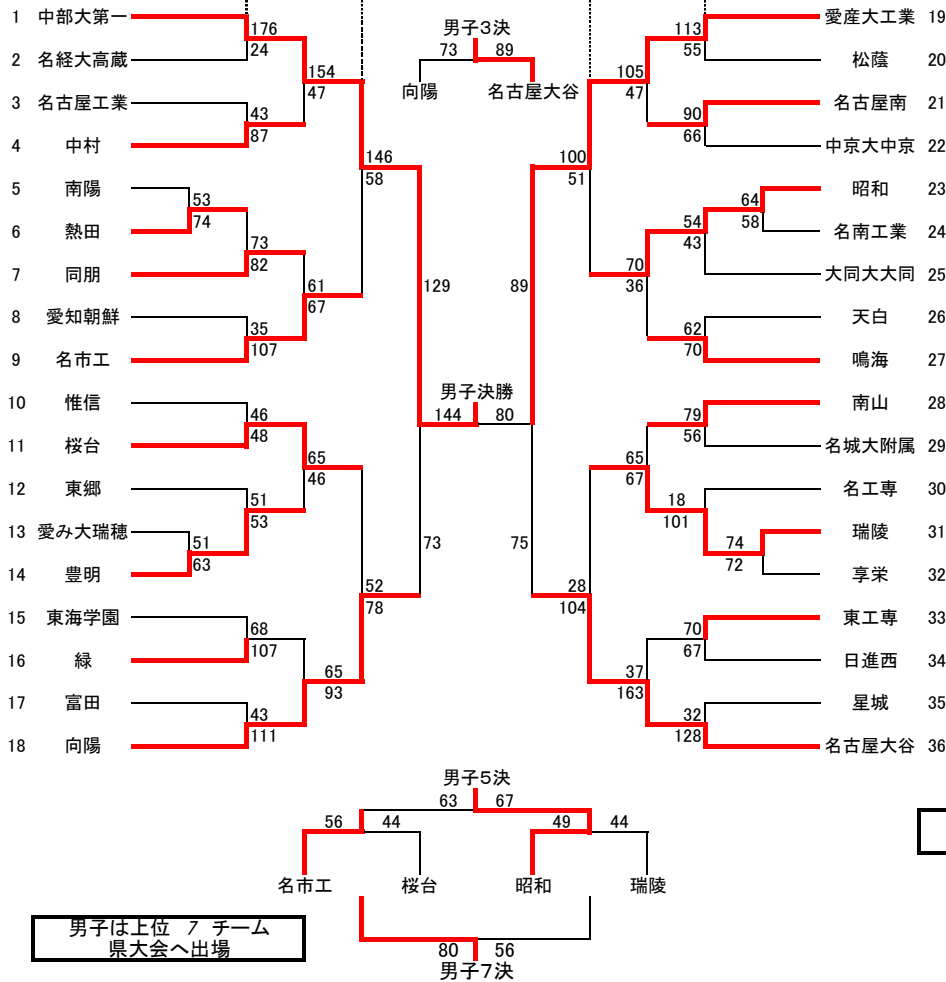 1 中部大第一
176
24
2 名経大高蔵
154
47
3 名古屋工業
43
87
4 中村
146
58
5 南陽
53
74
6 熱田
73
82
7 同朋
61
67
8 愛知朝鮮
35
107
9 名市工
129
10 惟信
46
48
11 桜台
65
46
12 東郷
51
53
13 愛み大瑞穂
51
63
14 豊明
73
52
78
15 東海学園
68
107
16 緑
65
93
17 富田
43
111
18 向陽
男子3決
73 89
向陽 名古屋大谷
男子決勝
144 80
愛産大工業 19
113
55
松蔭 20
105
47
名古屋南 21
90
66
中京大中京 22
100
51
昭和 23
64
58
名南工業 24
54
43
大同大大同 25
70
36
天白 26
62
70
鳴海 27
89
南山 28
79
56
名城大附属 29
65
67
名工専 30
18
101
瑞陵 31
74
72
享栄 32
75
28
104
東工専 33
70
67
日進西 34
37
163
星城 35
32
128
名古屋大谷 36
男子5決
63 67
56 44 49 44
名市工 桜台 昭和 瑞陵
80 56
男子7決
男子は上位 7 チーム
県大会へ出場